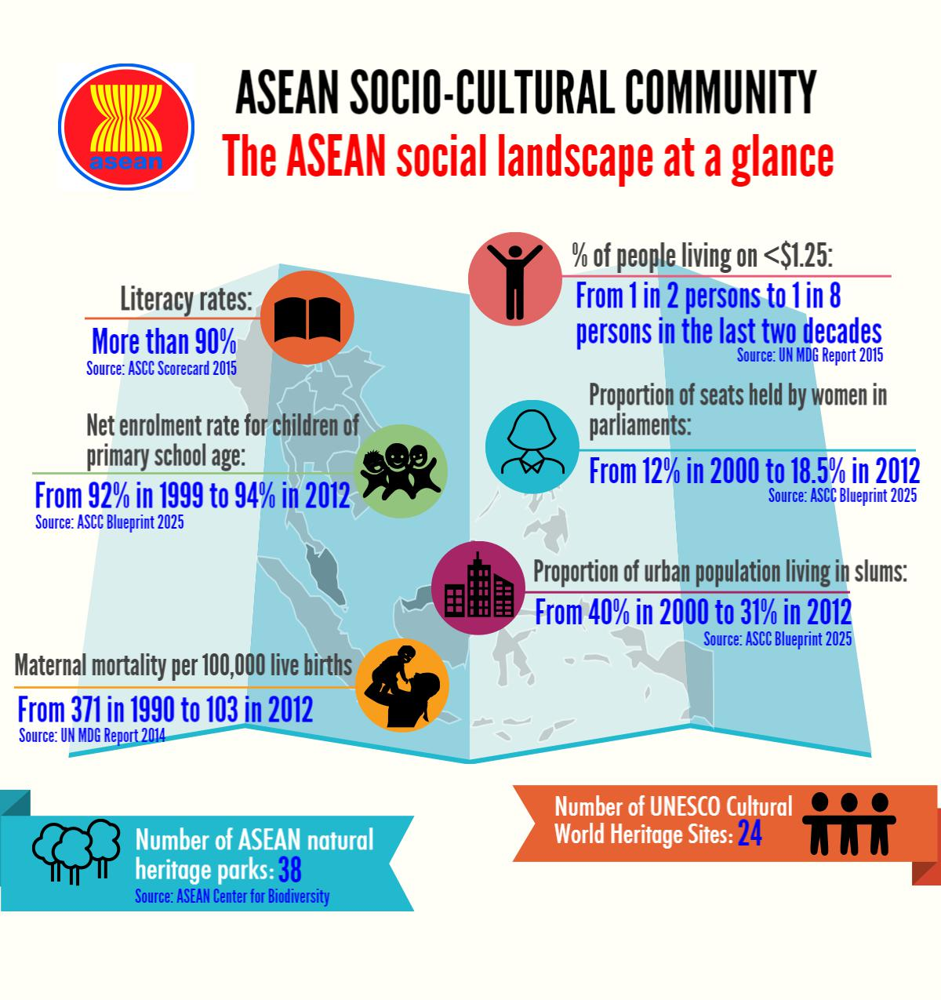 asean
ASEAN SOCIO-CULTURAL COMMUNITY
The ASEAN social landscape at a glance
Literacy rates:
More than 90%
Source: ASCC Scorecard 2015
% of people living on <$1.25:
From 1 in 2 persons to 1 in 8
persons in the last two decades
Source: UN MDG Report 2015
Net enrolment rate for children of
primary school age:
From 92% in 1999 to 94% in 2012
Source: ASCC Blueprint 2025
Proportion of seats held by women in
parliaments:
From 12% in 2000 to 18.5% in 2012
Source: ASCC Blueprint 2025
Proportion of urban population living in slums:
From 40% in 2000 to 31% in 2012
Source: ASCC Blueprint 2025
Maternal mortality per 100,000 live births
From 371 in 1990 to 103 in 2012
Source: UN MDG Report 2014
Number of ASEAN natural
heritage parks: 38
Source: ASEAN Center for Biodiversity
Number of UNESCO Cultural
World Heritage Sites: 24